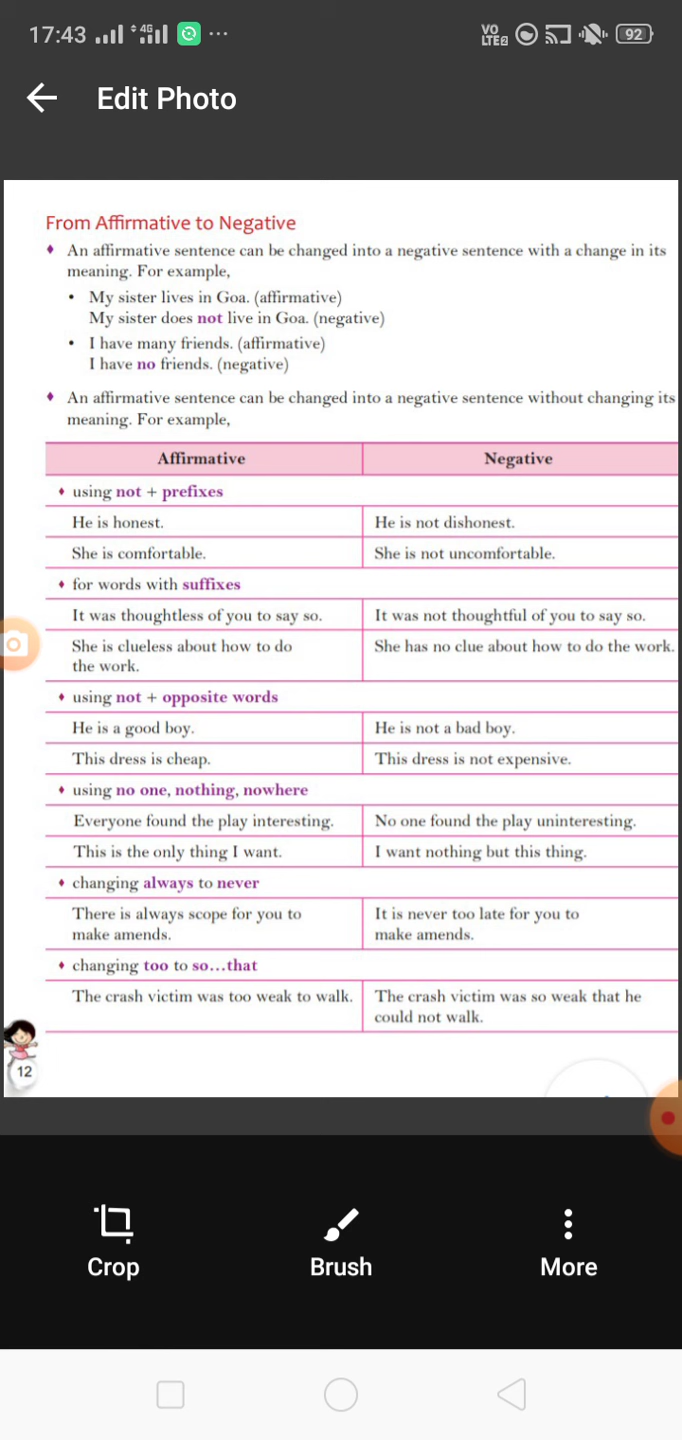 17:43 4G ... VO LTE2 92
Edit Photo
From Affirmative to Negative
An affirmative sentence can be changed into a negative sentence with a change in its
meaning. For example,
• My sister lives in Goa. (affirmative)
My sister does not live in Goa. (negative)
• I have many friends. (affirmative)
I have no friends. (negative)
An affirmative sentence can be changed into a negative sentence without changing its
meaning. For example,
Affirmative Negative
using not + prefixes
He is honest. He is not dishonest.
She is comfortable. She is not uncomfortable.
for words with suffixes
It was thoughtless of you to say so. It was not thoughtful of you to say so.
She is clueless about how to do She has no clue about how to do the work.
the work.
using not + opposite words
He is a good boy. He is not a bad boy.
This dress is cheap. This dress is not expensive.
using no one, nothing, nowhere
Everyone found the play interesting. No one found the play uninteresting.
This is the only thing I want. I want nothing but this thing.
changing always to never
There is always scope for you to It is never too late for you to
make amends. make amends.
changing too to so...that
The crash victim was too weak to walk. The crash victim was so weak that he
could not walk.
12
Crop Brush More